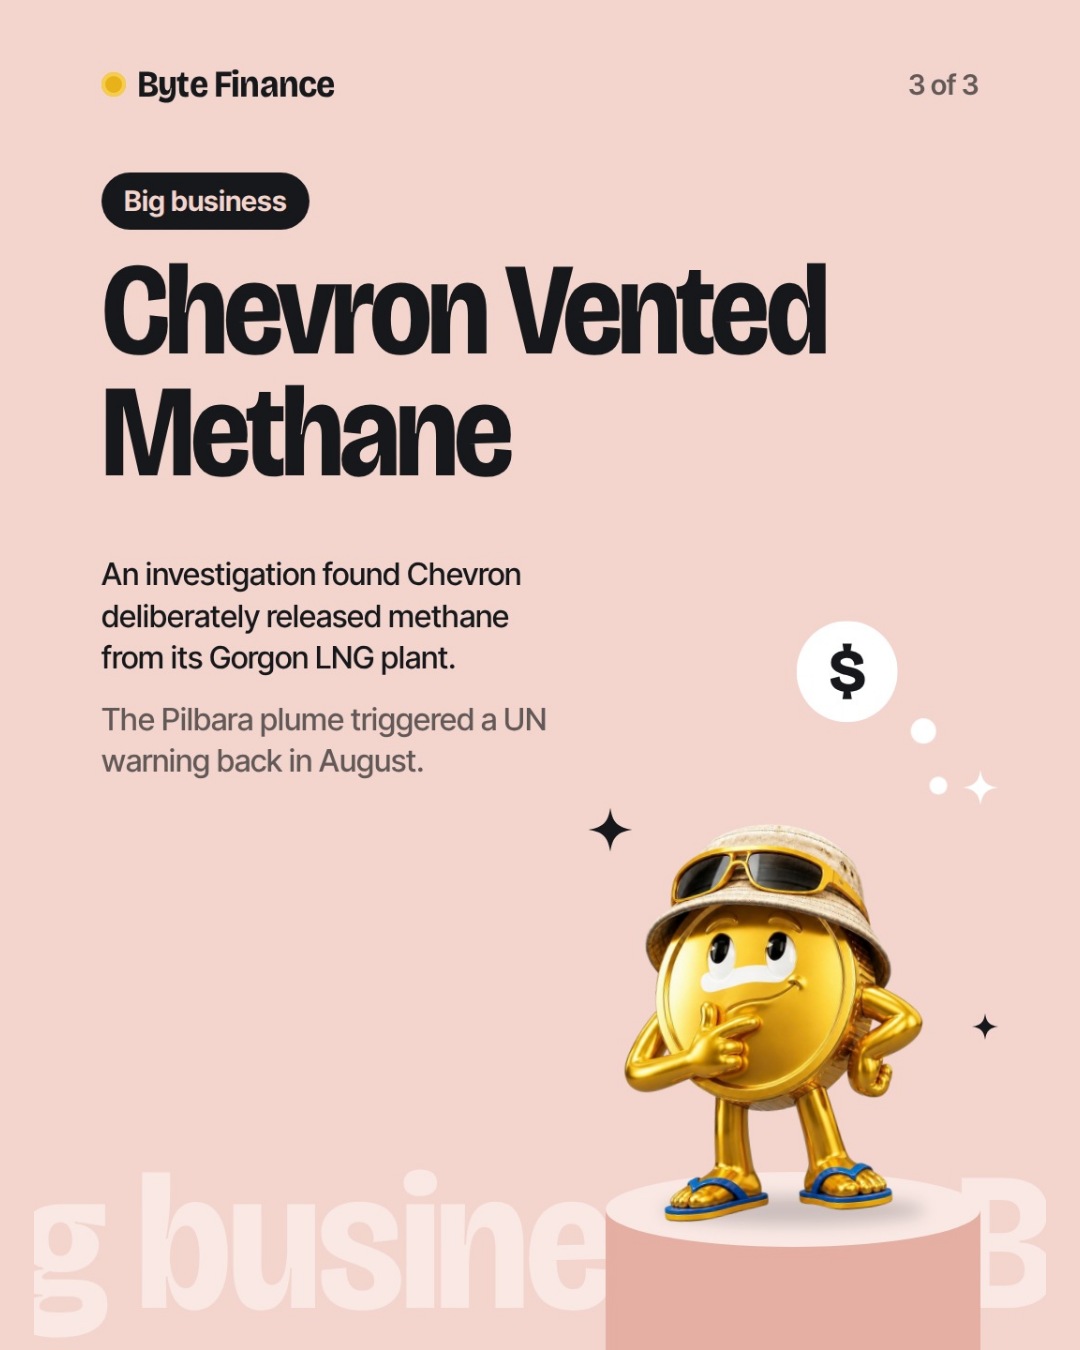 Byte Finance
3 of 3
Big business
Chevron Vented
Methane
An investigation found Chevron
deliberately released methane
from its Gorgon LNG plant.
The Pilbara plume triggered a UN
warning back in August.
$
g busine
B